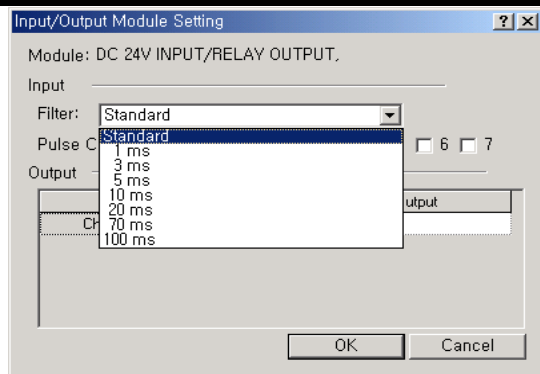 Input/Output Module Setting
Module: DC 24V INPUT/RELAY OUTPUT,
Input
Filter: Standard
Standard
1 ms
3 ms
5 ms
10 ms
20 ms
70 ms
100 ms
Pulse C 6 7
Output
utput
Ch
OK Cancel